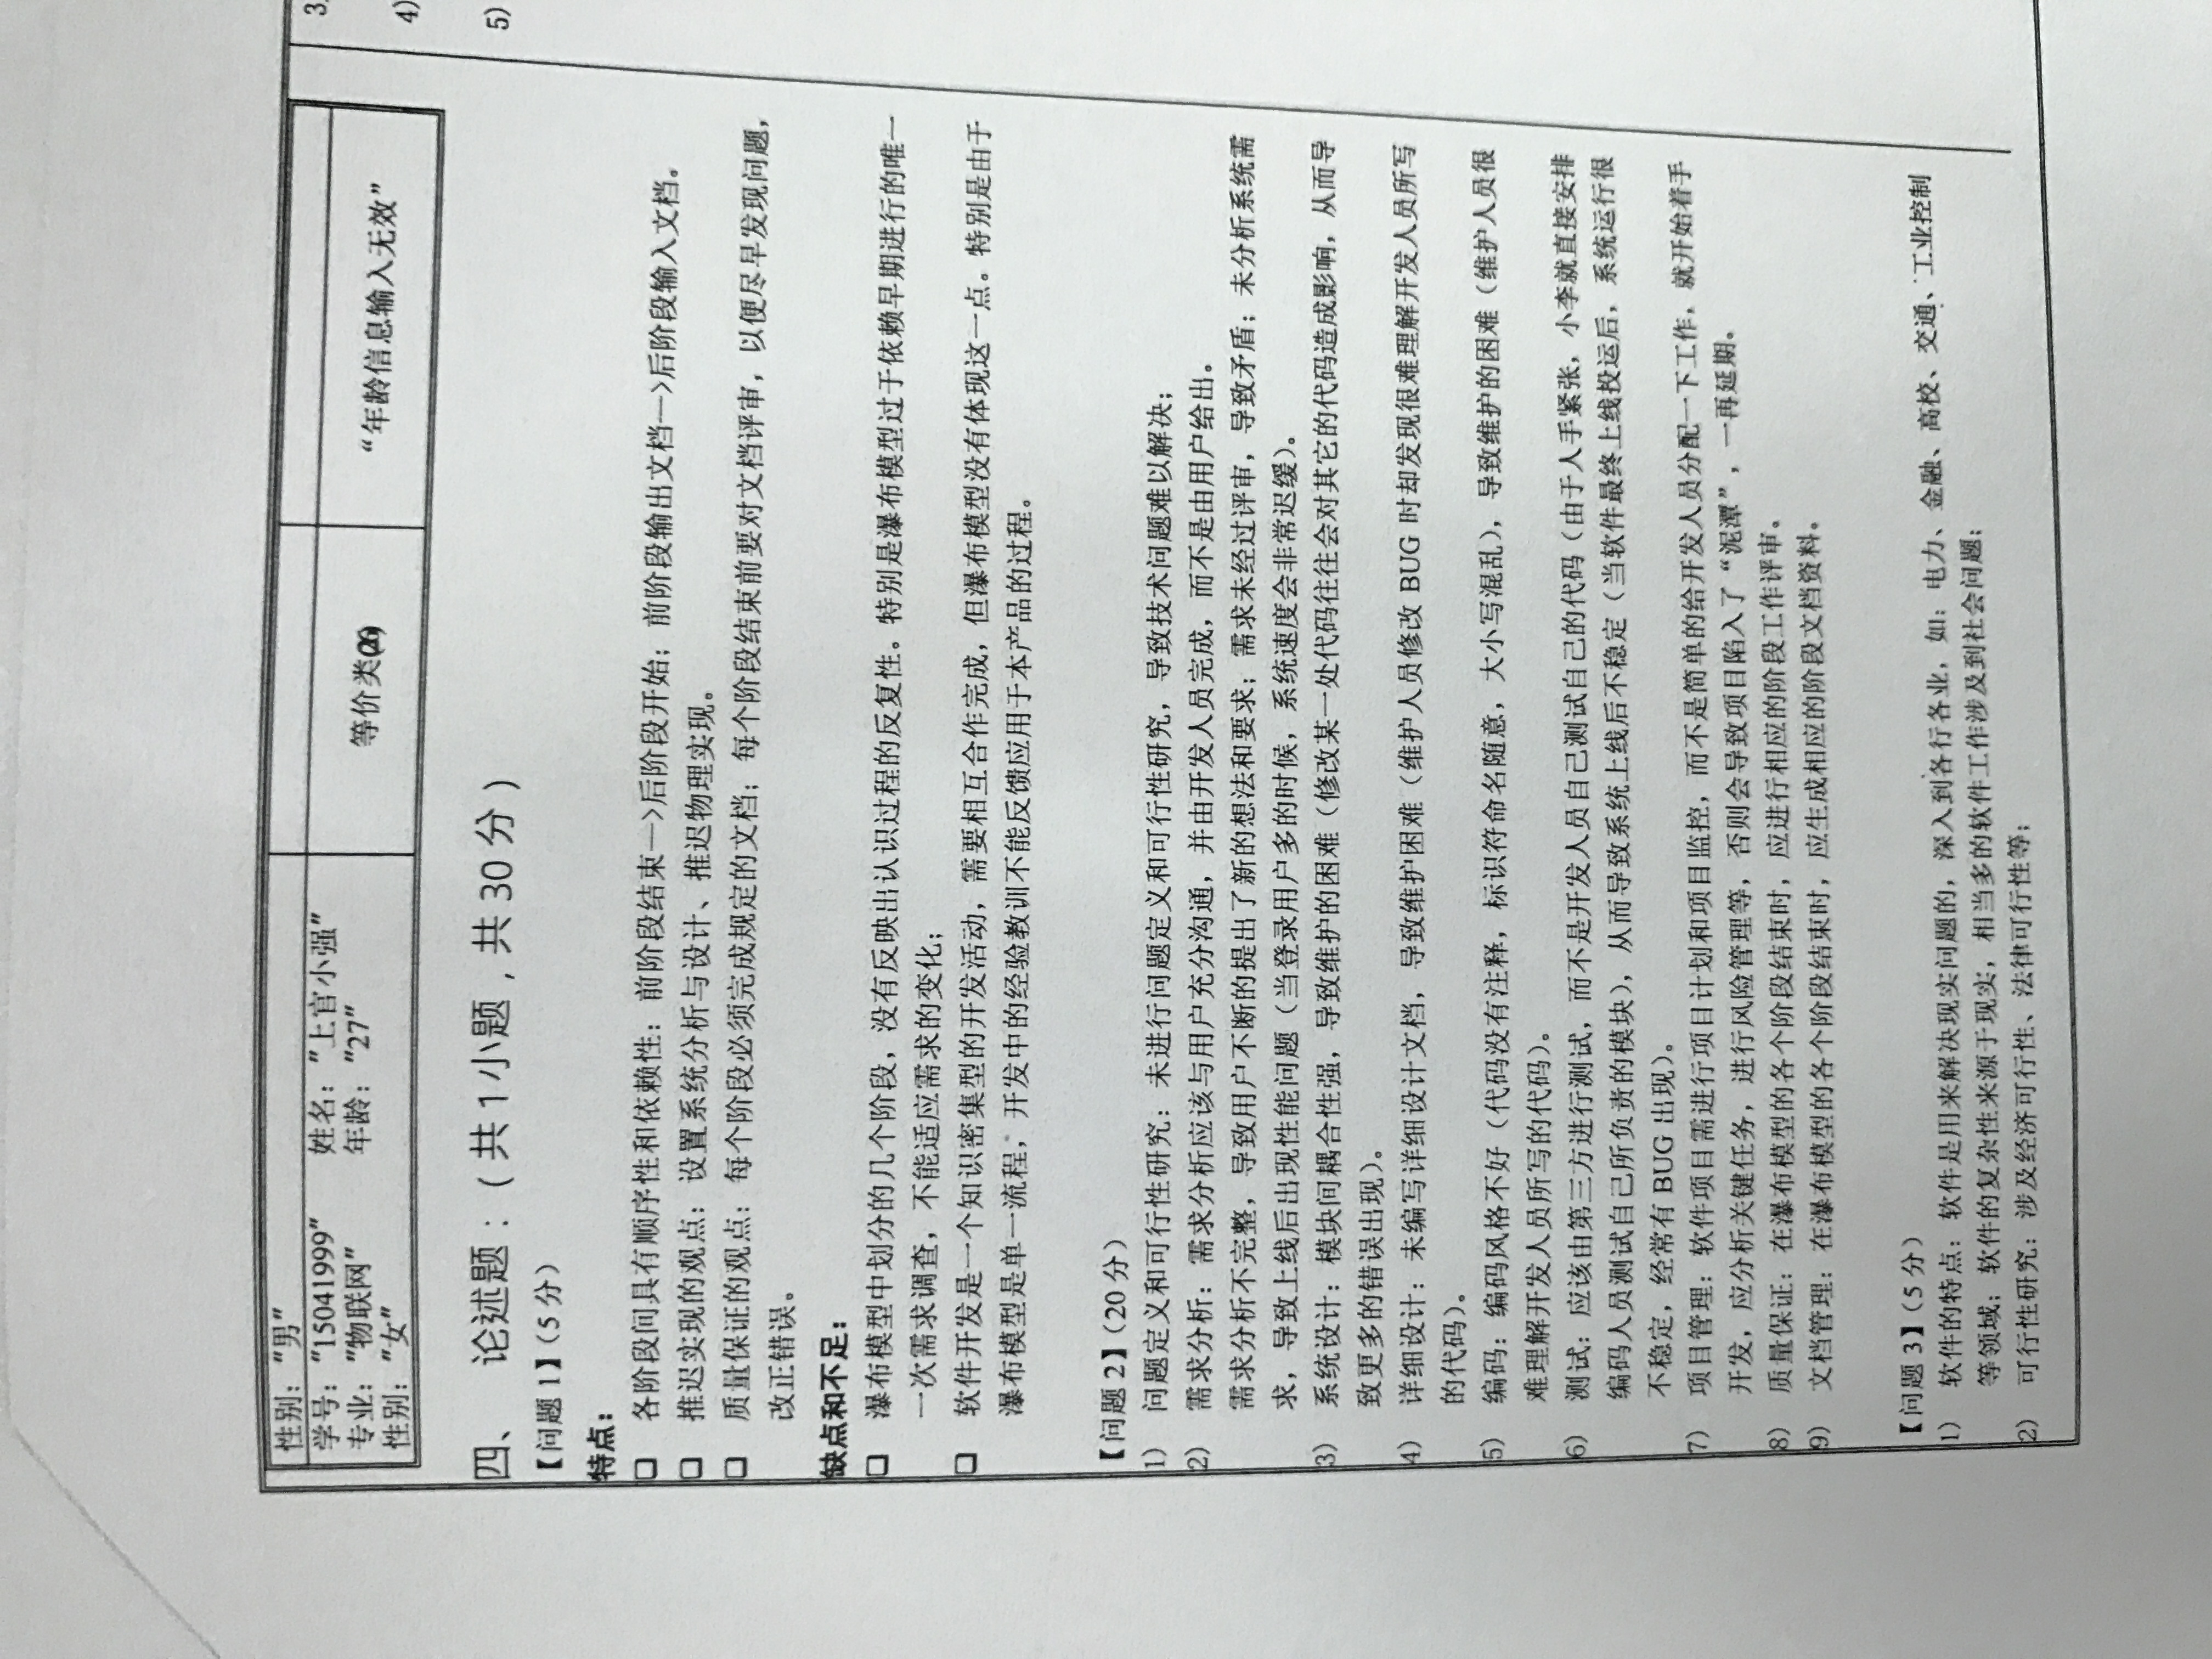 性别："男"
学号："15041999" 姓名："上官小强"
专业："物联网" 年龄："27"
性别："女"
等价类
"年龄信息输入无效"
四、 论述题：（共1小题，共30分）
【问题1】（5分）
特点：
❑ 各阶段间具有顺序性和依赖性：前阶段结束—>后阶段开始；前阶段输出文档—>后阶段输入文档。
❑ 推迟实现的观点：设置系统分析与设计、推迟物理实现。
❑ 质量保证的观点：每个阶段必须完成规定的文档；每个阶段结束前要对文档评审，以便尽早发现问题，
改正错误。
缺点和不足：
❑ 瀑布模型中划分的几个阶段，没有反映出认识过程的反复性。特别是瀑布模型过于依赖早期进行的唯一
一次需求调查，不能适应需求的变化；
❑ 软件开发是一个知识密集型的开发活动，需要相互合作完成，但瀑布模型没有体现这一点。特别是由于
瀑布模型是单一流程，开发中的经验教训不能反馈应用于本产品的过程。
【问题2】（20分）
1) 问题定义和可行性研究：未进行问题定义和可行性研究，导致技术问题难以解决；
2) 需求分析：需求分析应该与用户充分沟通，并由开发人员完成，而不是由用户给出。
需求分析不完整，导致用户不断的提出了新的想法和要求；需求未经过评审，导致矛盾；未分析系统需
求，导致上线后出现性能问题（当登录用户多的时候，系统速度会非常迟缓）。
3) 系统设计：模块间耦合性强，导致维护的困难（修改某一处代码往往会对其它的代码造成影响，从而导
致更多的错误出现）。
4) 详细设计：未编写详细设计文档，导致维护困难（维护人员修改 BUG 时却发现很难理解开发人员所写
的代码）。
5) 编码：编码风格不好（代码没有注释，标识符命名随意，大小写混乱），导致维护的困难（维护人员很
难理解开发人员所写的代码）。
6) 测试：应该由第三方进行测试，而不是开发人员自己测试自己的代码（由于人手紧张，小李就直接安排
编码人员测试自己所负责的模块），从而导致系统上线后不稳定（当软件最终上线投运后，系统运行很
不稳定，经常有 BUG 出现）。
7) 项目管理：软件项目需进行项目计划和项目监控，而不是简单的给开发人员分配一下工作，就开始着手
开发，应分析关键任务，进行风险管理等，否则会导致项目陷入了“泥潭”，一再延期。
8) 质量保证：在瀑布模型的各个阶段结束时，应进行相应的阶段工作评审。
9) 文档管理：在瀑布模型的各个阶段结束时，应生成相应的阶段文档资料。
【问题3】（5分）
1) 软件的特点：软件是用来解决现实问题的，深入到各行各业，如：电力、金融、高校、交通、工业控制
等领域；软件的复杂性来源于现实，相当多的软件工作涉及到社会问题；
2) 可行性研究：涉及经济可行性、法律可行性等；
3
4)
5)